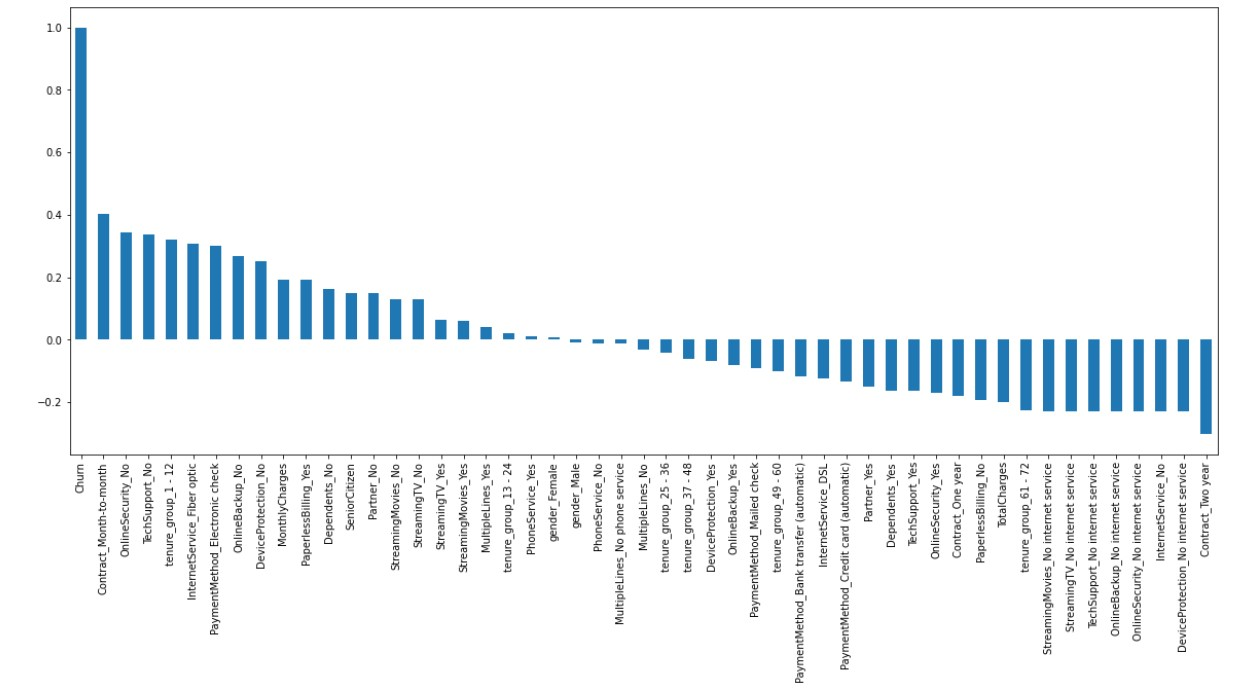 1.0
0.8
0.6
0.4
0.2
0.0
−0.2
Churn
Contract_Month-to-month
OnlineSecurity_No
TechSupport_No
tenure_group_1 - 12
InternetService_Fiber optic
PaymentMethod_Electronic check
OnlineBackup_No
DeviceProtection_No
MonthlyCharges
PaperlessBilling_Yes
Dependents_No
SeniorCitizen
Partner_No
StreamingMovies_No
StreamingTV_No
StreamingTV_Yes
StreamingMovies_Yes
MultipleLines_Yes
tenure_group_13 - 24
PhoneService_Yes
gender_Female
gender_Male
PhoneService_No
MultipleLines_No phone service
MultipleLines_No
tenure_group_25 - 36
tenure_group_37 - 48
DeviceProtection_Yes
OnlineBackup_Yes
PaymentMethod_Mailed check
tenure_group_49 - 60
PaymentMethod_Bank transfer (automatic)
InternetService_DSL
PaymentMethod_Credit card (automatic)
Partner_Yes
Dependents_Yes
TechSupport_Yes
OnlineSecurity_Yes
Contract_One year
PaperlessBilling_No
TotalCharges
tenure_group_61 - 72
StreamingMovies_No internet service
StreamingTV_No internet service
TechSupport_No internet service
OnlineBackup_No internet service
OnlineSecurity_No internet service
InternetService_No
DeviceProtection_No internet service
Contract_Two year